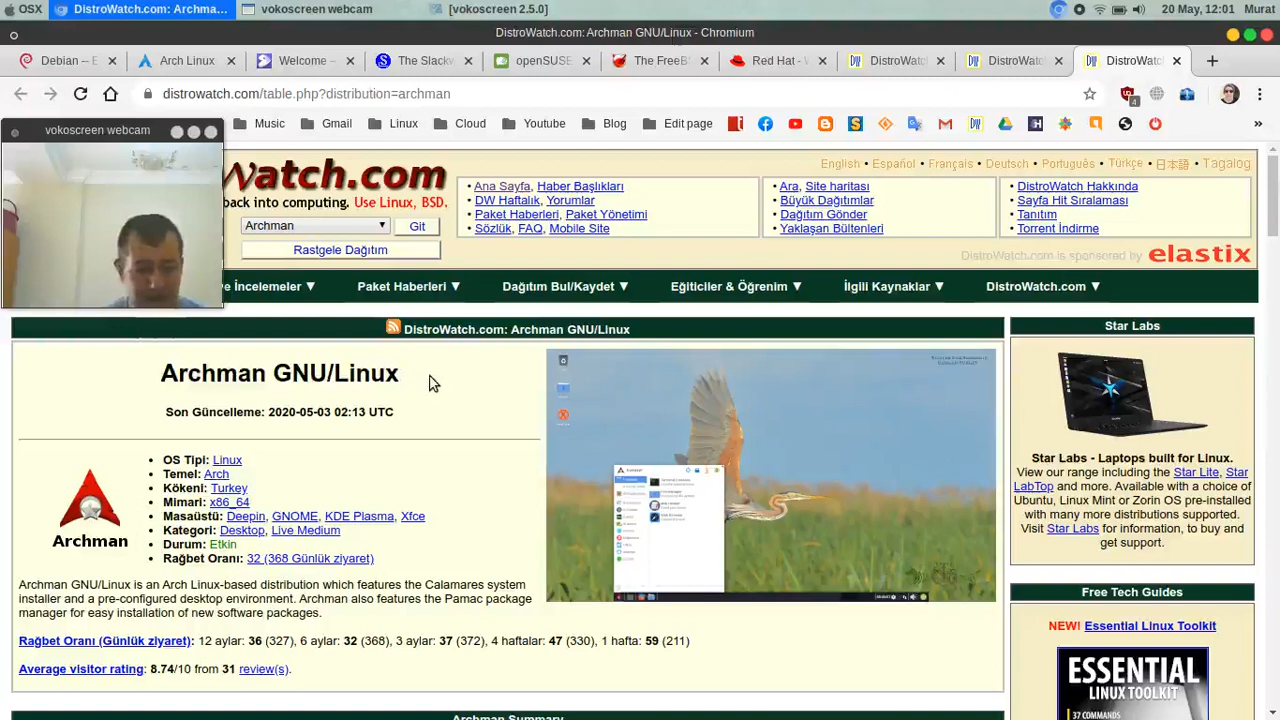 OSX
DistroWatch.com: Archma...
vokoscreen webcam
[vokoscreen 2.5.0]
20 May, 12:01
Murat
DistroWatch.com: Archman GNU/Linux - Chromium
Debian -- E
Arch Linux
Welcome –
The Slackw
openSUSE
The FreeB
Red Hat - W
DistroWatc
DistroWatc
DistroWatc
distrowatch.com/table.php?distribution=archman
4
vokoscreen webcam
Music
Gmail
Linux
Cloud
Youtube
Blog
Edit page
English • Español • Français • Deutsch • Português • Türkçe • 日本語 • Tagalog
Watch.com
back into computing. Use Linux, BSD.
Archman
Git
Rastgele Dağıtım
• Ana Sayfa, Haber Başlıkları
• DW Haftalık, Yorumlar
• Paket Haberleri, Paket Yönetimi
• Sözlük, FAQ, Mobile Site
• Ara, Site haritası
• Büyük Dağıtımlar
• Dağıtım Gönder
• Yaklaşan Bültenleri
• DistroWatch Hakkında
• Sayfa Hit Sıralaması
• Tanıtım
• Torrent İndirme
DistroWatch.com is sponsored by elastix
e İncelemeler ▼
Paket Haberleri ▼
Dağıtım Bul/Kaydet ▼
Eğiticiler & Öğrenim ▼
İlgili Kaynaklar ▼
DistroWatch.com ▼
DistroWatch.com: Archman GNU/Linux
Archman GNU/Linux
Son Güncelleme: 2020-05-03 02:13 UTC
Archman
• OS Tipi: Linux
• Temel: Arch
• Kökeni: Turkey
• Mimari: x86_64
• Masaüstü: Deepin, GNOME, KDE Plasma, Xfce
• Kategori: Desktop, Live Medium
• Durum: Etkin
• Rağbet Oranı: 32 (368 Günlük ziyaret)
Archman GNU/Linux is an Arch Linux-based distribution which features the Calamares system
installer and a pre-configured desktop environment. Archman also features the Pamac package
manager for easy installation of new software packages.
Rağbet Oranı (Günlük ziyaret): 12 aylar: 36 (327), 6 aylar: 32 (368), 3 aylar: 37 (372), 4 haftalar: 47 (330), 1 hafta: 59 (211)
Average visitor rating: 8.74/10 from 31 review(s).
Archman Summary
Star Labs
Star Labs - Laptops built for Linux.
View our range including the Star Lite, Star
LabTop and more. Available with a choice of
Ubuntu, Linux Mint or Zorin OS pre-installed
with many more distributions supported.
Visit Star Labs for information, to buy and
get support.
Free Tech Guides
NEW! Essential Linux Toolkit
ESSENTIAL
LINUX TOOLKIT
37 COMMANDS